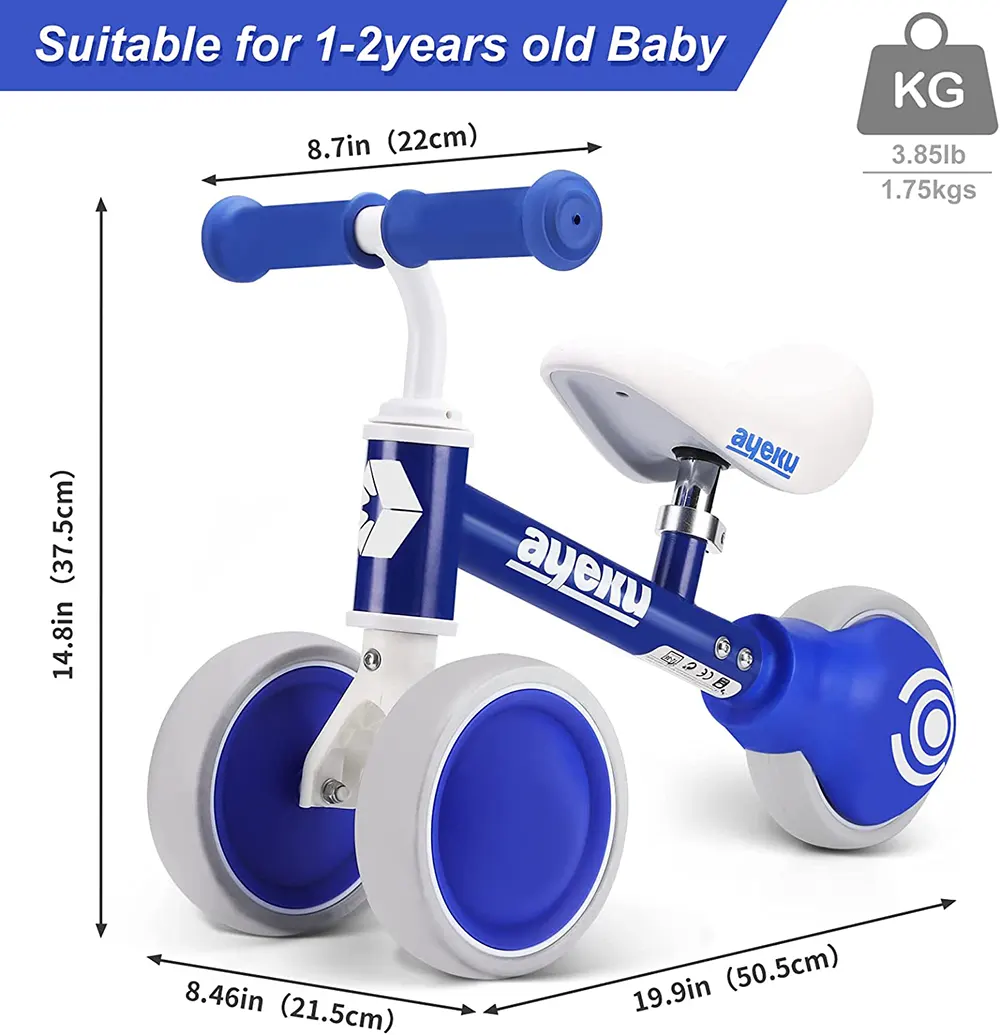 Suitable for 1-2years old Baby
KG
3.85lb
1.75kgs
8.7in (22cm)
14.8in (37.5cm)
ayeku
ayeku
CE
8.46in (21.5cm)
19.9in (50.5cm)